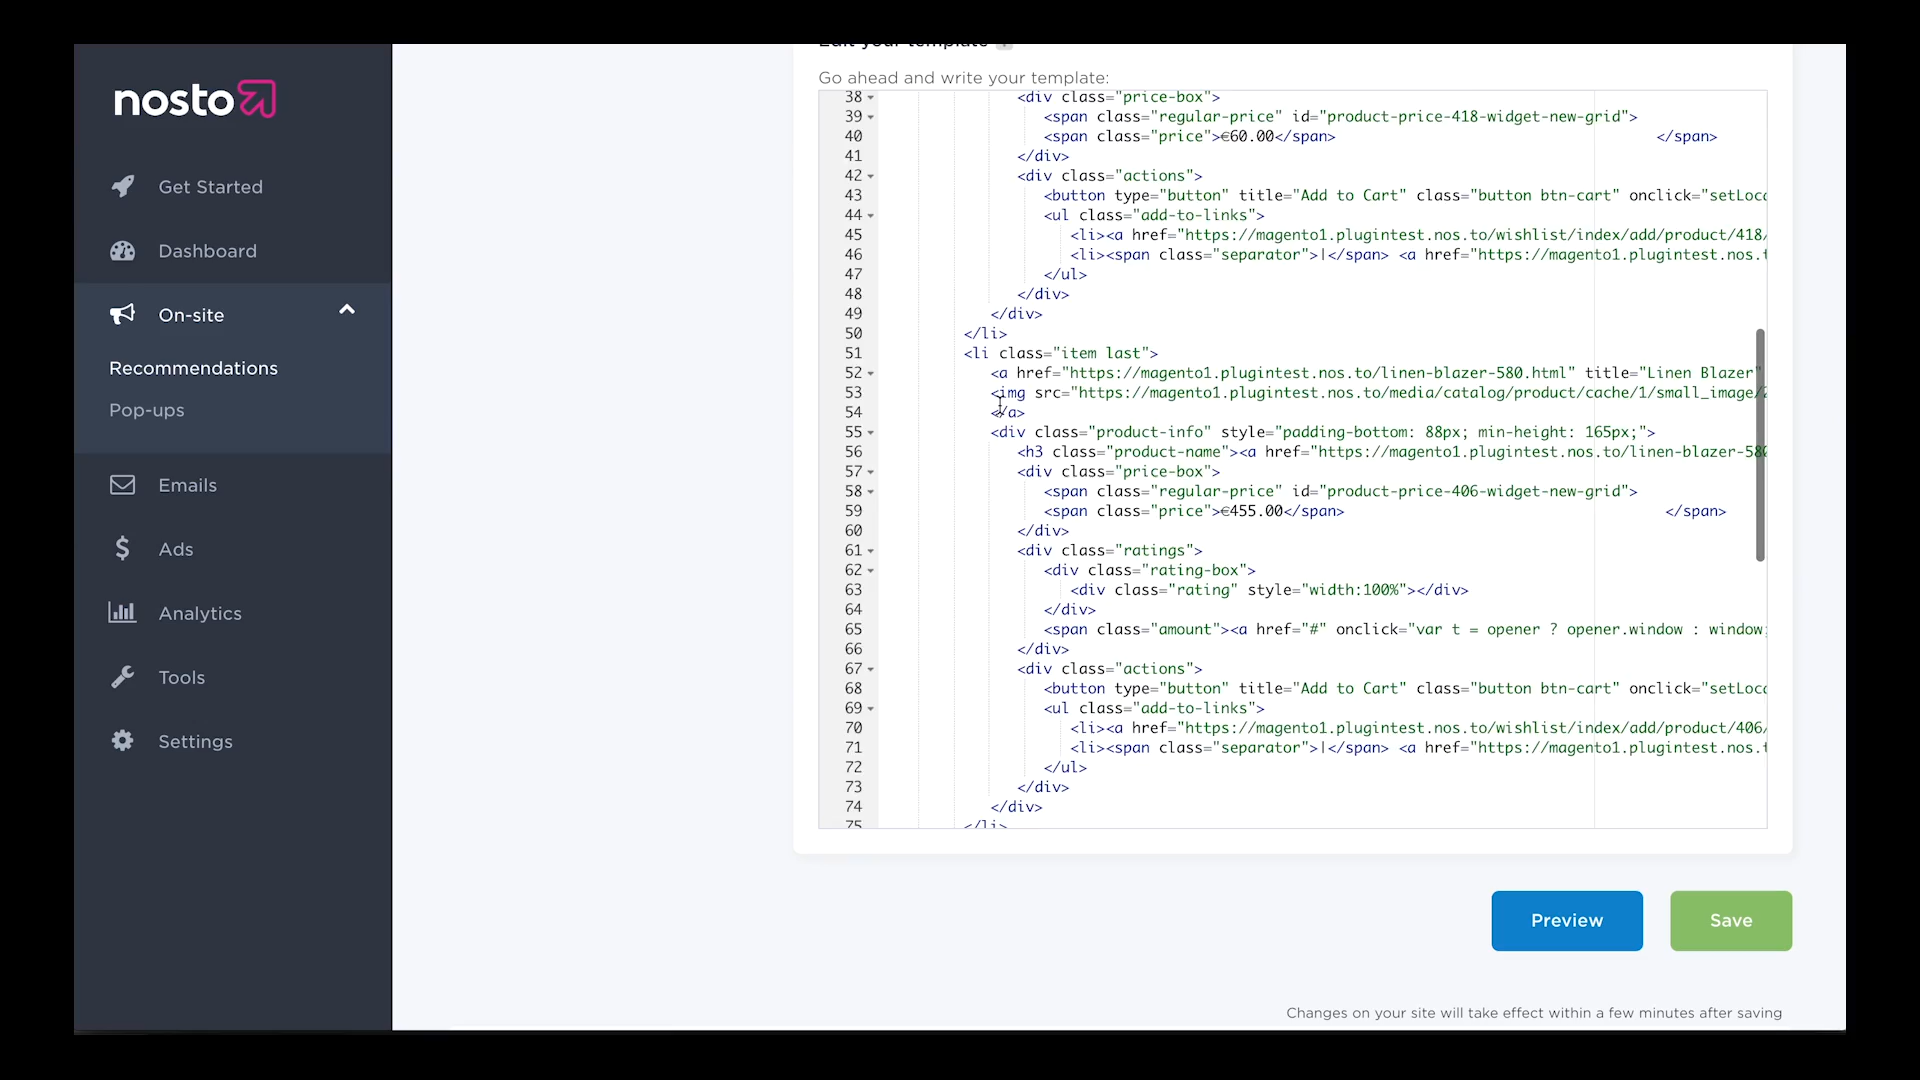 nosto
Get Started
Dashboard
On-site
Recommendations
Pop-ups
Emails
Ads
Analytics
Tools
Settings
Edit your template
Go ahead and write your template:
38 <div class="price-box">
39 <span class="regular-price" id="product-price-418-widget-new-grid">
40 <span class="price">€60.00</span> </span>
41 </div>
42 <div class="actions">
43 <button type="button" title="Add to Cart" class="button btn-cart" onclick="setLoc
44 <ul class="add-to-links">
45 <li><a href="https://magento1.plugintest.nos.to/wishlist/index/add/product/418/
46 <li><span class="separator">|</span> <a href="https://magento1.plugintest.nos.t
47 </ul>
48 </div>
49 </div>
50 </li>
51 <li class="item last">
52 <a href="https://magento1.plugintest.nos.to/linen-blazer-580.html" title="Linen Blazer"
53 <img src="https://magento1.plugintest.nos.to/media/catalog/product/cache/1/small_image/
54 </a>
55 <div class="product-info" style="padding-bottom: 88px; min-height: 165px;">
56 <h3 class="product-name"><a href="https://magento1.plugintest.nos.to/linen-blazer-580
57 <div class="price-box">
58 <span class="regular-price" id="product-price-406-widget-new-grid">
59 <span class="price">€455.00</span> </span>
60 </div>
61 <div class="ratings">
62 <div class="rating-box">
63 <div class="rating" style="width:100%"></div>
64 </div>
65 <span class="amount"><a href="#" onclick="var t = opener ? opener.window : window;
66 </div>
67 <div class="actions">
68 <button type="button" title="Add to Cart" class="button btn-cart" onclick="setLoc
69 <ul class="add-to-links">
70 <li><a href="https://magento1.plugintest.nos.to/wishlist/index/add/product/406/
71 <li><span class="separator">|</span> <a href="https://magento1.plugintest.nos.t
72 </ul>
73 </div>
74 </div>
75 </li>
Preview
Save
Changes on your site will take effect within a few minutes after saving